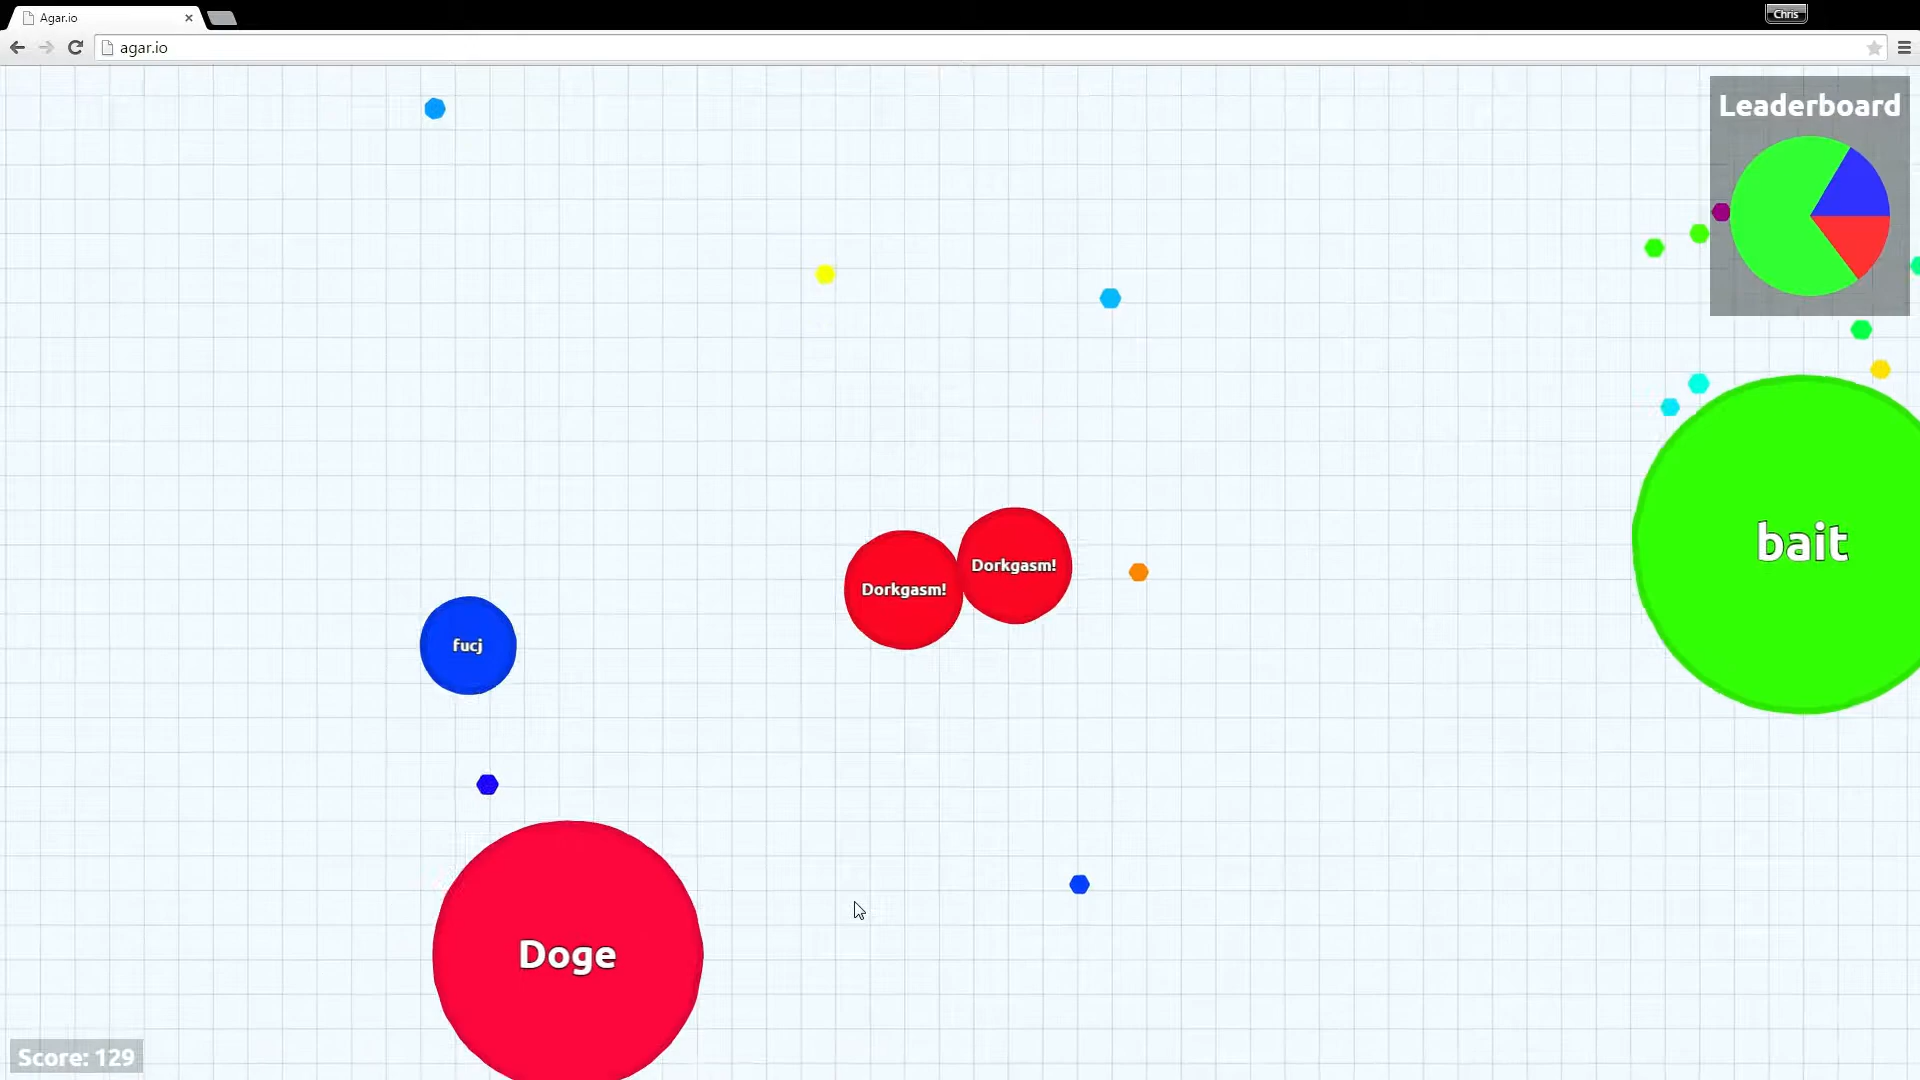 Agar.io
Chris
agar.io
Leaderboard
bait
Dorkgasm!
Dorkgasm!
fucj
Doge
Score: 129